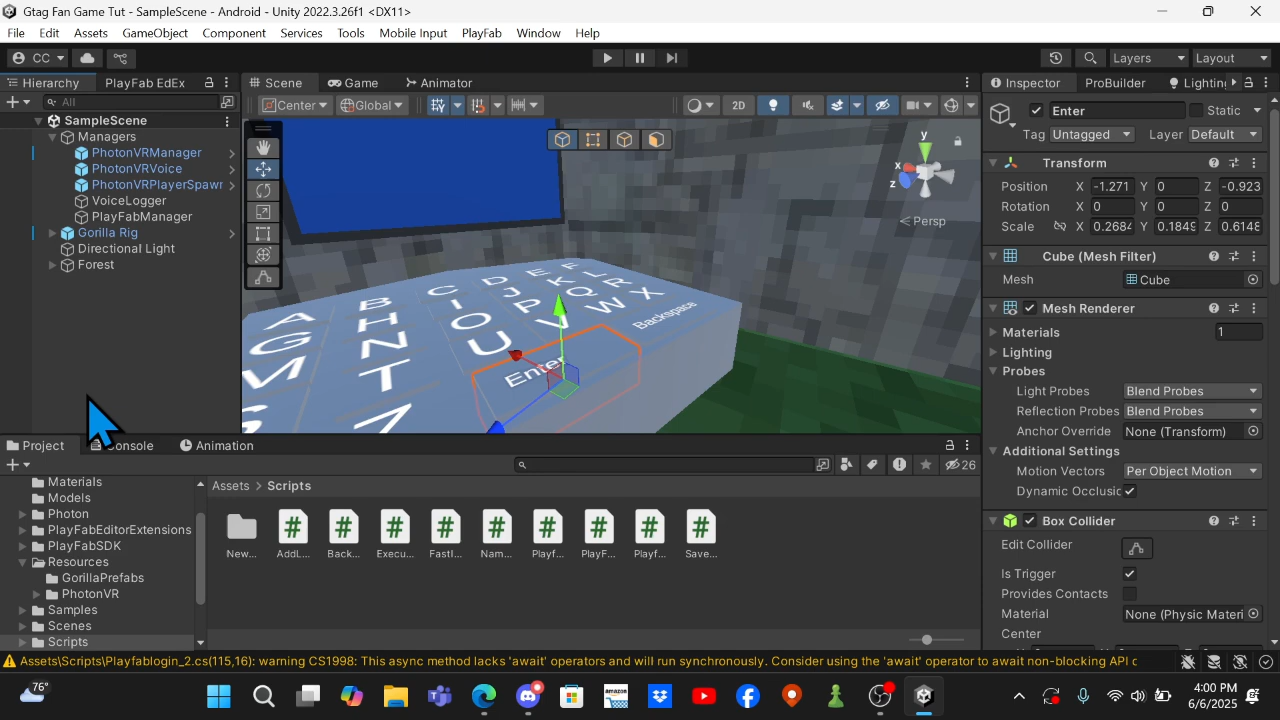 Gtag Fan Game Tut - SampleScene - Android - Unity 2022.3.26f1 <DX11>
File Edit Assets GameObject Component Services Tools Mobile Input PlayFab Window Help
CC Layers Layout
Hierarchy PlayFab EdEx Scene Game Animator Inspector ProBuilder Lightin
All Center Global 2D Enter Static
SampleScene Tag Untagged Layer Default
Managers
PhotonVRManager
PhotonVRVoice
PhotonVRPlayerSpawr
VoiceLogger
PlayFabManager
Gorilla Rig
Directional Light
Forest
y
x
z
Persp
A B C D E F
G H I J K L
M N O P Q R
S T U V W X
Z
Enter
Backspace
Transform
Position X -1.271 Y 0 Z -0.923
Rotation X 0 Y 0 Z 0
Scale X 0.2684 Y 0.1849 Z 0.6148
Cube (Mesh Filter)
Mesh Cube
Mesh Renderer
Materials 1
Lighting
Probes
Light Probes Blend Probes
Reflection Probes Blend Probes
Anchor Override None (Transform)
Additional Settings
Motion Vectors Per Object Motion
Dynamic Occlusic
Box Collider
Edit Collider
Is Trigger
Provides Contacts
Material None (Physic Materi
Center
Project Console Animation
26
Assets > Scripts
Materials
Models
Photon
PlayFabEditorExtensions
PlayFabSDK
Resources
GorillaPrefabs
PhotonVR
Samples
Scenes
Scripts
New... AddL... Back... Execu... FastI... Nam... Playf... PlayF... Playf... Save...
Assets\Scripts\Playfablogin_2.cs(115,16): warning CS1998: This async method lacks 'await' operators and will run synchronously. Consider using the 'await' operator to await non-blocking API c
76°
amazon
4:00 PM
6/6/2025